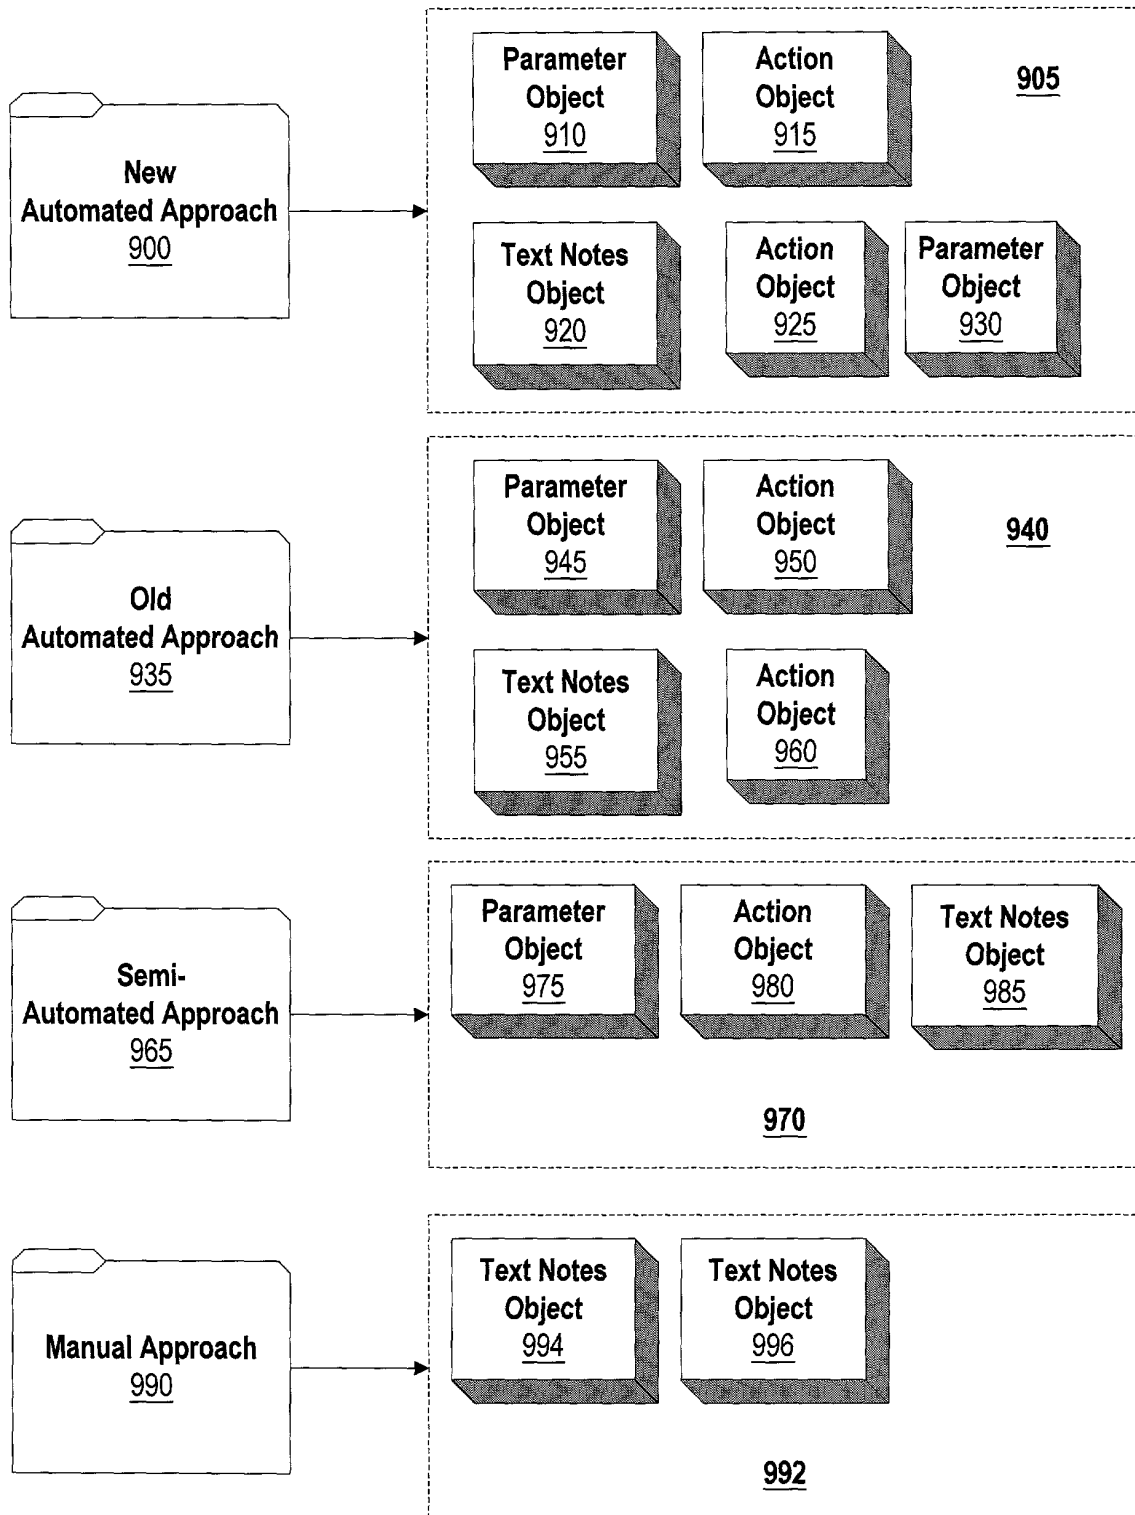 New
Automated Approach
900
Parameter
Object
910
Action
Object
915
905
Text Notes
Object
920
Action
Object
925
Parameter
Object
930
Old
Automated Approach
935
Parameter
Object
945
Action
Object
950
940
Text Notes
Object
955
Action
Object
960
Semi-
Automated Approach
965
Parameter
Object
975
Action
Object
980
Text Notes
Object
985
970
Manual Approach
990
Text Notes
Object
994
Text Notes
Object
996
992